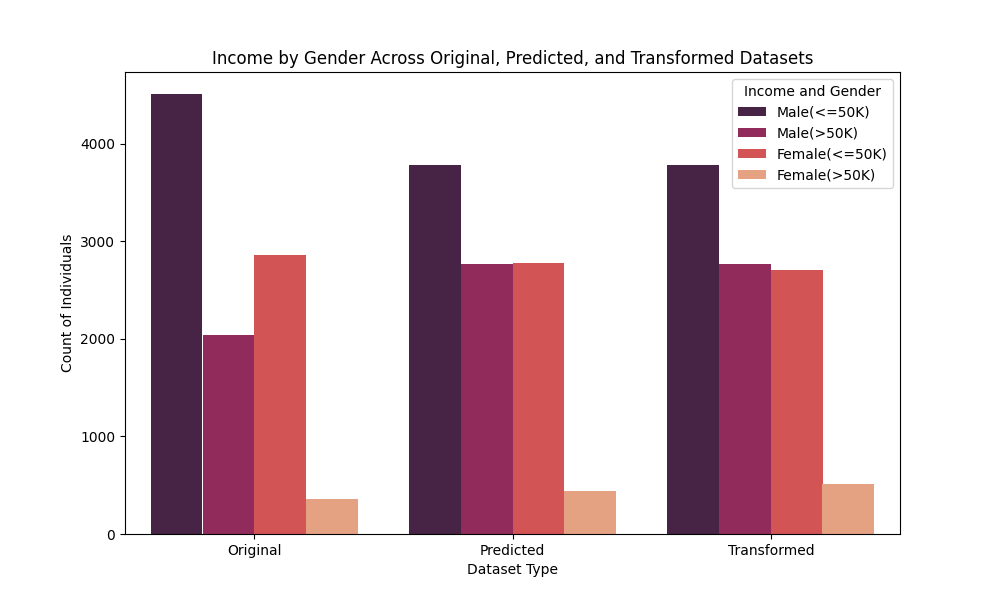 Income by Gender Across Original, Predicted, and Transformed Datasets
Income and Gender
Male(<=50K)
Male(>50K)
Female(<=50K)
Female(>50K)
Count of Individuals
4000
3000
2000
1000
0
Original
Predicted
Transformed
Dataset Type